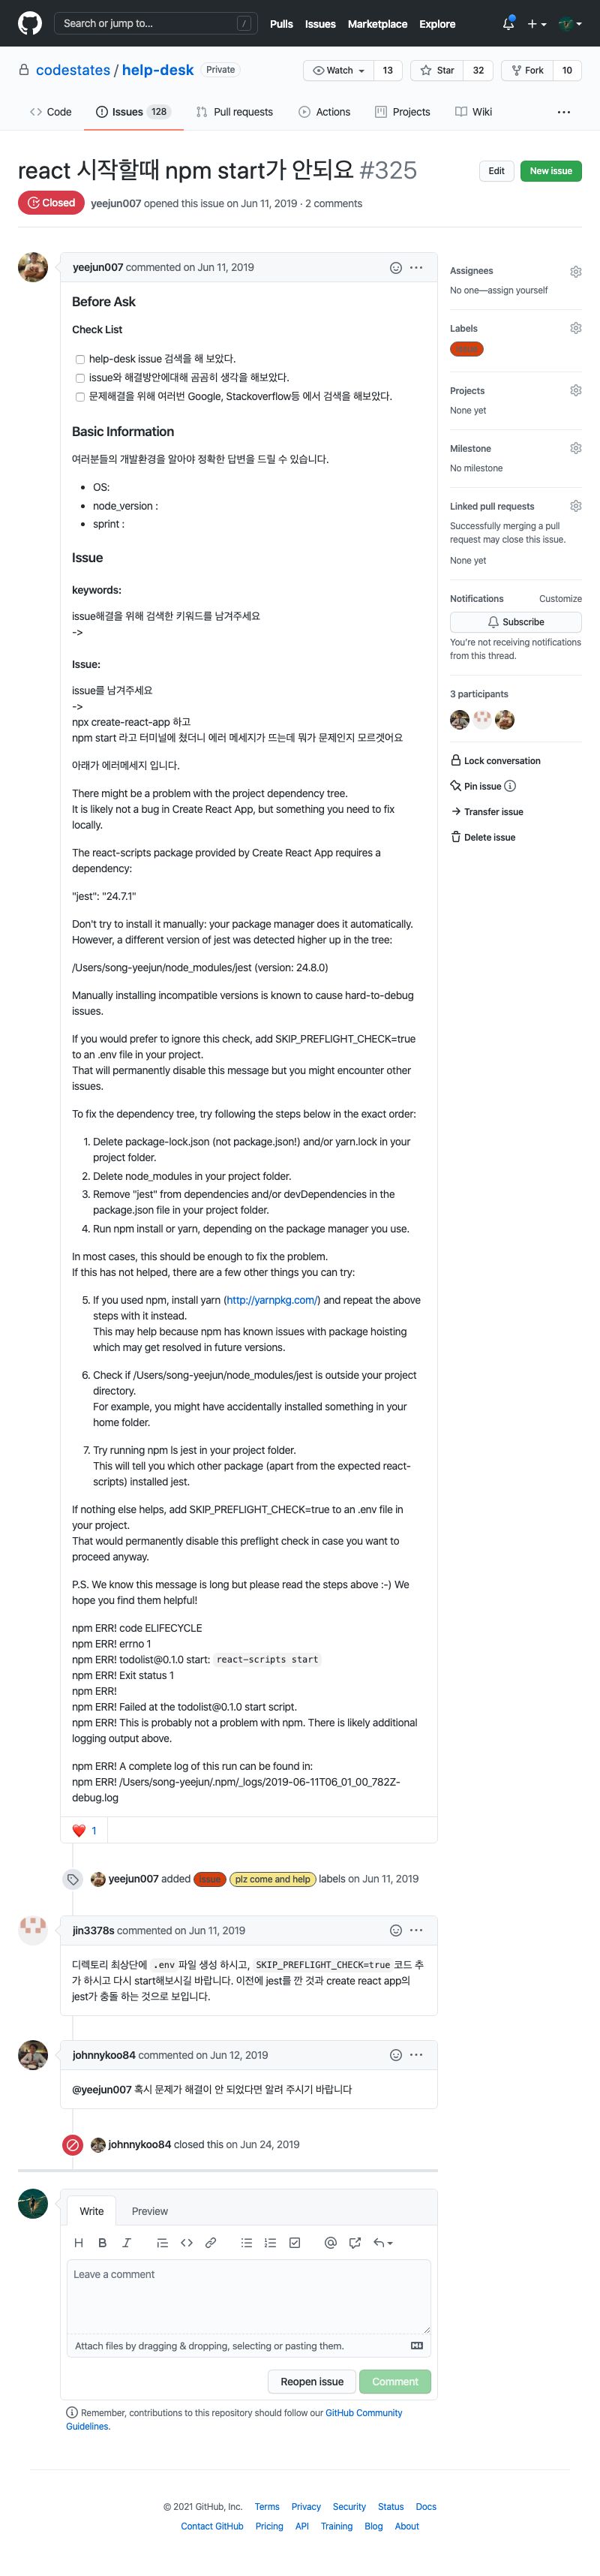 Search or jump to... /
Pulls Issues Marketplace Explore
codestates / help-desk Private
Watch 13 Star 32 Fork 10
Code Issues 128 Pull requests Actions Projects Wiki ...
react 시작할때 npm start가 안되요 #325
Edit New issue
Closed yeejun007 opened this issue on Jun 11, 2019 · 2 comments
yeejun007 commented on Jun 11, 2019
Before Ask
Check List
help-desk issue 검색을 해 보았다.
issue와 해결방안에대해 곰곰히 생각을 해보았다.
문제해결을 위해 여러번 Google, Stackoverflow등 에서 검색을 해보았다.
Basic Information
여러분들의 개발환경을 알아야 정확한 답변을 드릴 수 있습니다.
• OS:
• node_version :
• sprint :
Issue
keywords:
issue해결을 위해 검색한 키워드를 남겨주세요
->
Issue:
issue를 남겨주세요
->
npx create-react-app 하고
npm start 라고 터미널에 쳤더니 에러 메세지가 뜨는데 뭐가 문제인지 모르겟어요
아래가 에러메세지 입니다.
There might be a problem with the project dependency tree.
It is likely not a bug in Create React App, but something you need to fix
locally.
The react-scripts package provided by Create React App requires a
dependency:
"jest": "24.7.1"
Don't try to install it manually: your package manager does it automatically.
However, a different version of jest was detected higher up in the tree:
/Users/song-yeejun/node_modules/jest (version: 24.8.0)
Manually installing incompatible versions is known to cause hard-to-debug
issues.
If you would prefer to ignore this check, add SKIP_PREFLIGHT_CHECK=true
to an .env file in your project.
That will permanently disable this message but you might encounter other
issues.
To fix the dependency tree, try following the steps below in the exact order:
1. Delete package-lock.json (not package.json!) and/or yarn.lock in your
project folder.
2. Delete node_modules in your project folder.
3. Remove "jest" from dependencies and/or devDependencies in the
package.json file in your project folder.
4. Run npm install or yarn, depending on the package manager you use.
In most cases, this should be enough to fix the problem.
If this has not helped, there are a few other things you can try:
5. If you used npm, install yarn (http://yarnpkg.com/) and repeat the above
steps with it instead.
This may help because npm has known issues with package hoisting
which may get resolved in future versions.
6. Check if /Users/song-yeejun/node_modules/jest is outside your project
directory.
For example, you might have accidentally installed something in your
home folder.
7. Try running npm ls jest in your project folder.
This will tell you which other package (apart from the expected react-
scripts) installed jest.
If nothing else helps, add SKIP_PREFLIGHT_CHECK=true to an .env file in
your project.
That would permanently disable this preflight check in case you want to
proceed anyway.
P.S. We know this message is long but please read the steps above :-) We
hope you find them helpful!
npm ERR! code ELIFECYCLE
npm ERR! errno 1
npm ERR! todolist@0.1.0 start: react-scripts start
npm ERR! Exit status 1
npm ERR!
npm ERR! Failed at the todolist@0.1.0 start script.
npm ERR! This is probably not a problem with npm. There is likely additional
logging output above.
npm ERR! A complete log of this run can be found in:
npm ERR! /Users/song-yeejun/.npm/_logs/2019-06-11T06_01_00_782Z-
debug.log
❤️ 1
Assignees
No one—assign yourself
Labels
issue
Projects
None yet
Milestone
No milestone
Linked pull requests
Successfully merging a pull
request may close this issue.
None yet
Notifications Customize
Subscribe
You're not receiving notifications
from this thread.
3 participants
Lock conversation
Pin issue
Transfer issue
Delete issue
yeejun007 added issue plz come and help labels on Jun 11, 2019
jin3378s commented on Jun 11, 2019
디렉토리 최상단에 .env 파일 생성 하시고, SKIP_PREFLIGHT_CHECK=true 코드 추
가 하시고 다시 start해보시길 바랍니다. 이전에 jest를 깐 것과 create react app의
jest가 충돌 하는 것으로 보입니다.
johnnykoo84 commented on Jun 12, 2019
@yeejun007 혹시 문제가 해결이 안 되었다면 알려 주시기 바랍니다
johnnykoo84 closed this on Jun 24, 2019
Write Preview
Leave a comment
Attach files by dragging & dropping, selecting or pasting them.
Reopen issue Comment
Remember, contributions to this repository should follow our GitHub Community
Guidelines.
© 2021 GitHub, Inc. Terms Privacy Security Status Docs
Contact GitHub Pricing API Training Blog About